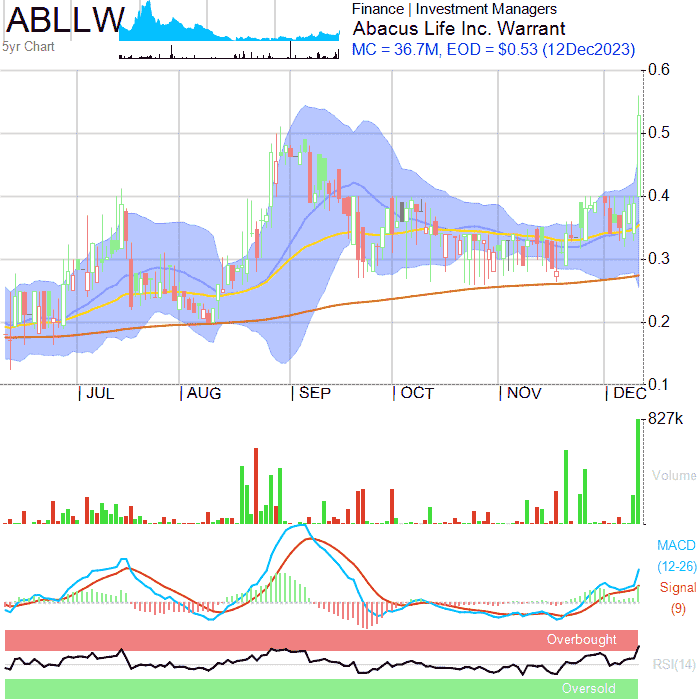 ABLLW
5yr Chart
Finance | Investment Managers
Abacus Life Inc. Warrant
MC = 36.7M, EOD = $0.53 (12Dec2023)
0.6
0.5
0.4
0.3
0.2
0.1
JUL AUG SEP OCT NOV DEC
827k
Volume
MACD
(12-26)
Signal
(9)
Overbought
RSI(14)
Oversold